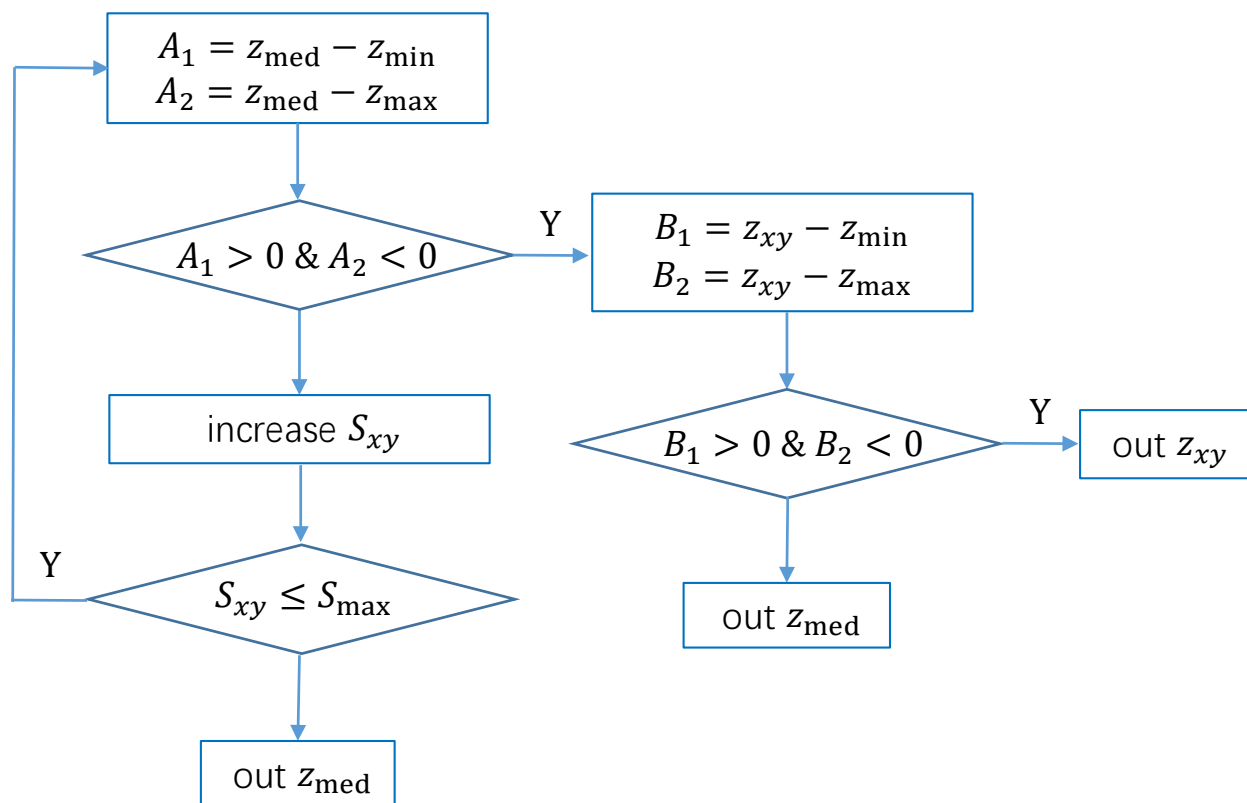 A₁ = z_med − z_min
A₂ = z_med − z_max
A₁ > 0 & A₂ < 0
Y
B₁ = z_xy − z_min
B₂ = z_xy − z_max
increase S_xy
B₁ > 0 & B₂ < 0
Y
out z_xy
Y
S_xy ≤ S_max
out z_med
out z_med